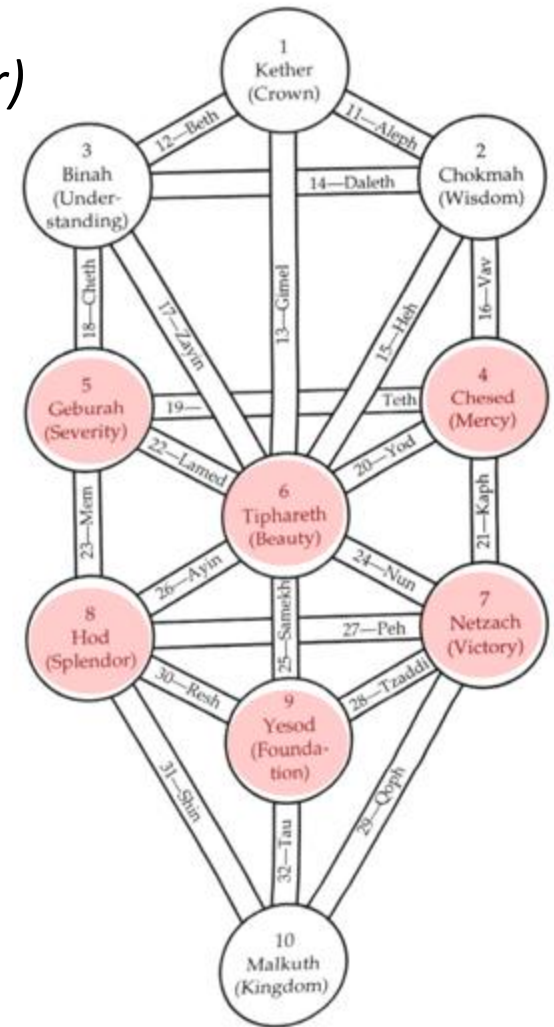 r)
1
Kether
(Crown)
12—Beth
11—Aleph
3
Binah
(Under-
standing)
2
Chokmah
(Wisdom)
14—Daleth
13—Gimel
18—Cheth
17—Zayin
15—Heh
16—Vav
5
Geburah
(Severity)
4
Chesed
(Mercy)
19—
Teth
22—Lamed
20—Yod
6
Tiphareth
(Beauty)
23—Mem
21—Kaph
26—Ayin
24—Nun
25—Samekh
8
Hod
(Splendor)
7
Netzach
(Victory)
27—Peh
30—Resh
28—Tzaddi
9
Yesod
(Founda-
tion)
31—Shin
29—Qoph
32—Tau
10
Malkuth
(Kingdom)